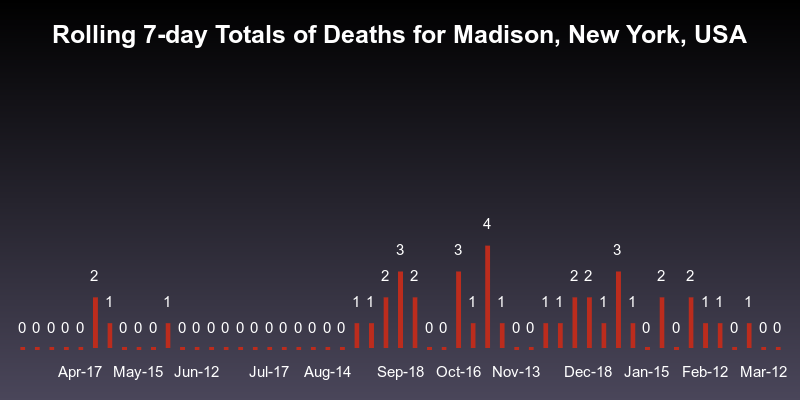 Rolling 7-day Totals of Deaths for Madison, New York, USA
4
3 3 3
2 2 2 2 2 2 2
1 1 1 1 1 1 1 1 1 1 1 1 1
0 0 0 0 0 0 0 0 0 0 0 0 0 0 0 0 0 0 0 0 0 0 0 0 0 0 0 0 0
Apr-17 May-15 Jun-12 Jul-17 Aug-14 Sep-18 Oct-16 Nov-13 Dec-18 Jan-15 Feb-12 Mar-12